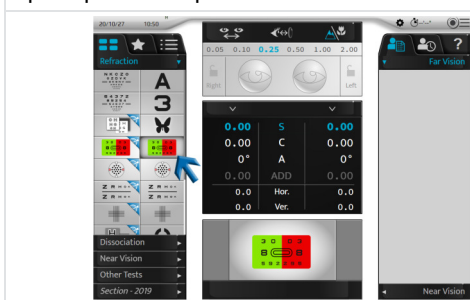 20/10/27 10:50
Refraction
Far Vision
0.05 0.10 0.25 0.50 1.00 2.00
Right
Left
A
3
0.00 S 0.00
0.00 C 0.00
0° A 0°
0.00 ADD 0.00
0.0 Hor. 0.0
0.0 Ver. 0.0
Dissociation
Near Vision
Other Tests
Section - 2019
Near Vision